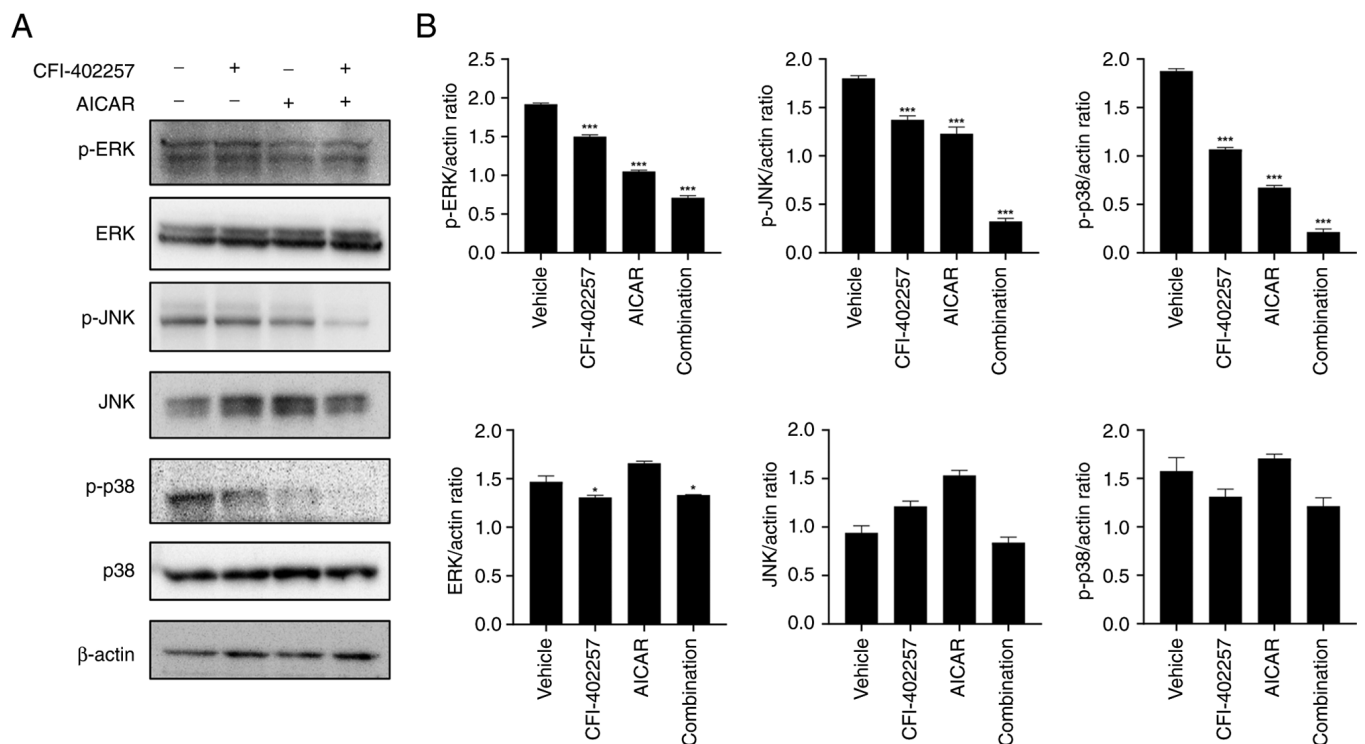 A
CFI-402257 – + – +
AICAR – – + +
p-ERK
ERK
p-JNK
JNK
p-p38
p38
β-actin
B
p-ERK/actin ratio
2.5
2.0
1.5
1.0
0.5
0.0
***
***
***
Vehicle
CFI-402257
AICAR
Combination
p-JNK/actin ratio
2.0
1.5
1.0
0.5
0.0
***
***
***
Vehicle
CFI-402257
AICAR
Combination
p-p38/actin ratio
2.0
1.5
1.0
0.5
0.0
***
***
***
Vehicle
CFI-402257
AICAR
Combination
ERK/actin ratio
2.0
1.5
1.0
0.5
0.0
*
*
Vehicle
CFI-402257
AICAR
Combination
JNK/actin ratio
2.0
1.5
1.0
0.5
0.0
Vehicle
CFI-402257
AICAR
Combination
p-p38/actin ratio
2.0
1.5
1.0
0.5
0.0
Vehicle
CFI-402257
AICAR
Combination